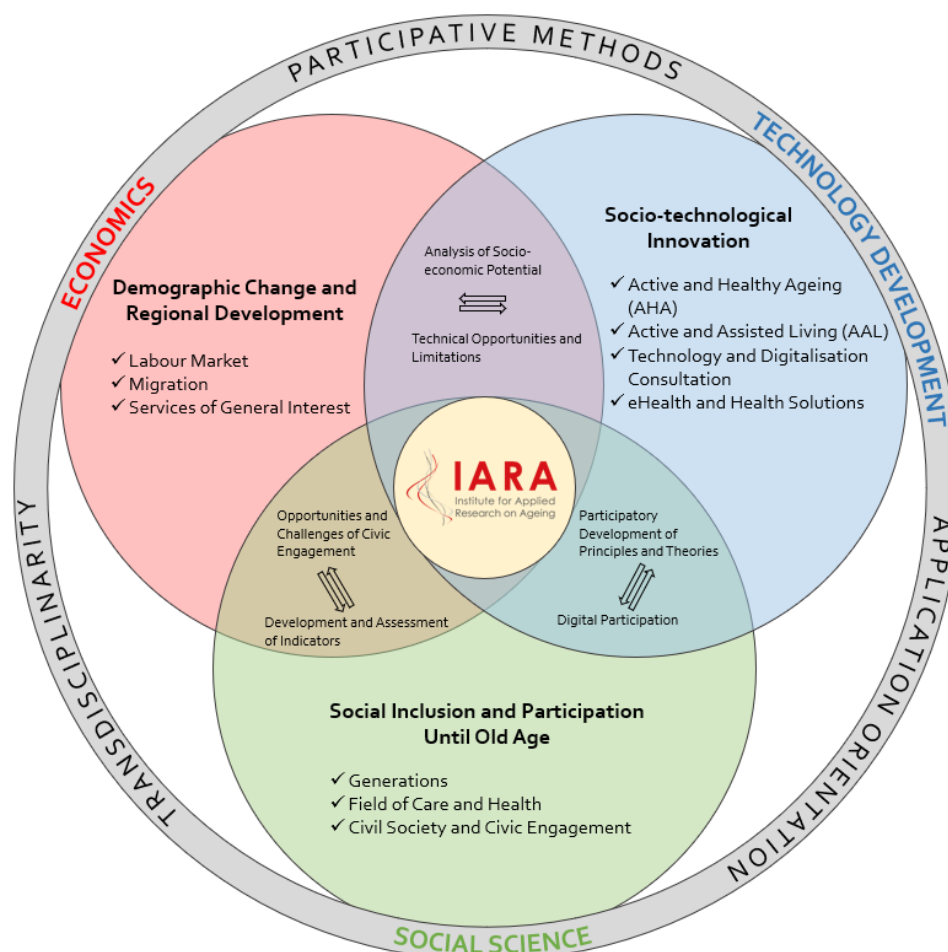 PARTICIPATIVE METHODS
TECHNOLOGY DEVELOPMENT
ECONOMICS
Socio-technological
Innovation
✓ Active and Healthy Ageing
(AHA)
✓ Active and Assisted Living (AAL)
✓ Technology and Digitalisation
Consultation
✓ eHealth and Health Solutions
Analysis of Socio-
economic Potential
Technical Opportunities and
Limitations
Demographic Change and
Regional Development
✓ Labour Market
✓ Migration
✓ Services of General Interest
IARA
Institute for Applied
Research on Ageing
Opportunities and
Challenges of Civic
Engagement
Development and Assessment
of Indicators
Participatory
Development of
Principles and Theories
Digital Participation
Social Inclusion and Participation
Until Old Age
✓ Generations
✓ Field of Care and Health
✓ Civil Society and Civic Engagement
TRANSDISCIPLINARITY
APPLICATION ORIENTATION
SOCIAL SCIENCE